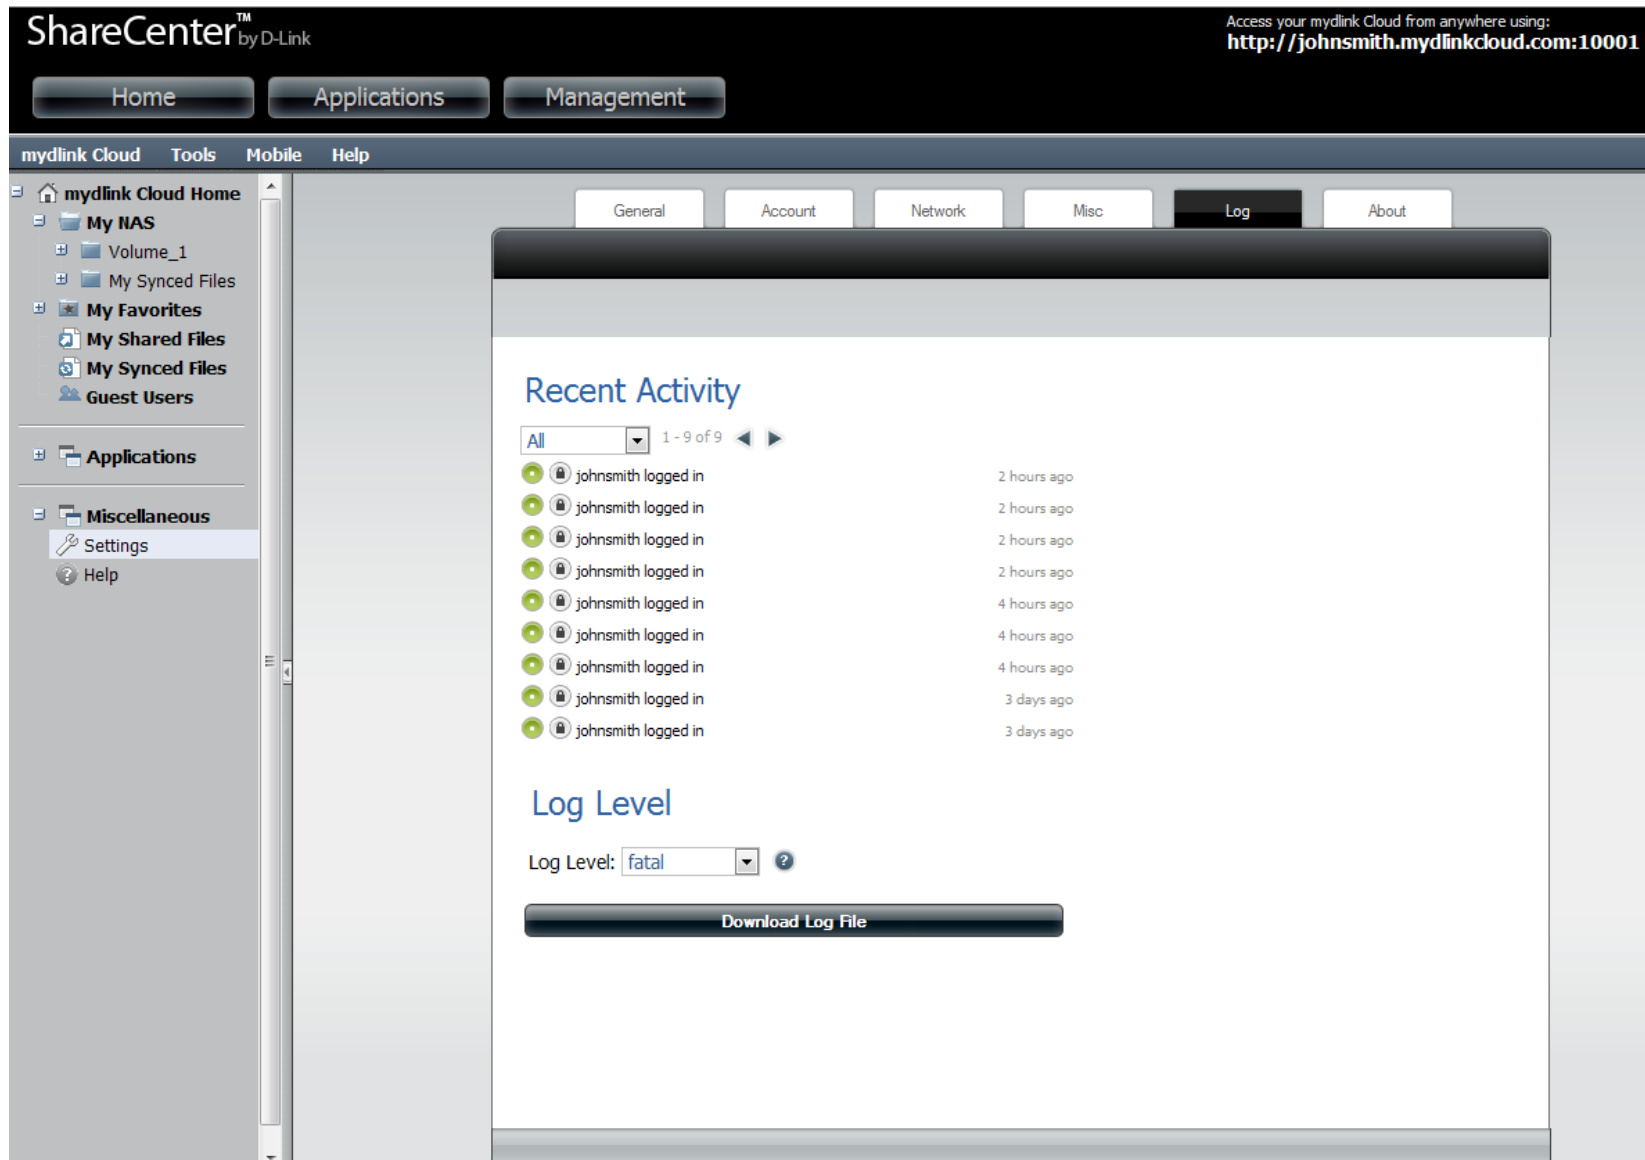 ShareCenter™ by D-Link
Access your mydlink Cloud from anywhere using:
http://johnsmith.mydlinkcloud.com:10001
Home Applications Management
mydlink Cloud Tools Mobile Help
mydlink Cloud Home
My NAS
Volume_1
My Synced Files
My Favorites
My Shared Files
My Synced Files
Guest Users
Applications
Miscellaneous
Settings
Help
General Account Network Misc Log About
Recent Activity
All 1 - 9 of 9
johnsmith logged in 2 hours ago
johnsmith logged in 2 hours ago
johnsmith logged in 2 hours ago
johnsmith logged in 2 hours ago
johnsmith logged in 4 hours ago
johnsmith logged in 4 hours ago
johnsmith logged in 4 hours ago
johnsmith logged in 3 days ago
johnsmith logged in 3 days ago
Log Level
Log Level: fatal ?
Download Log File